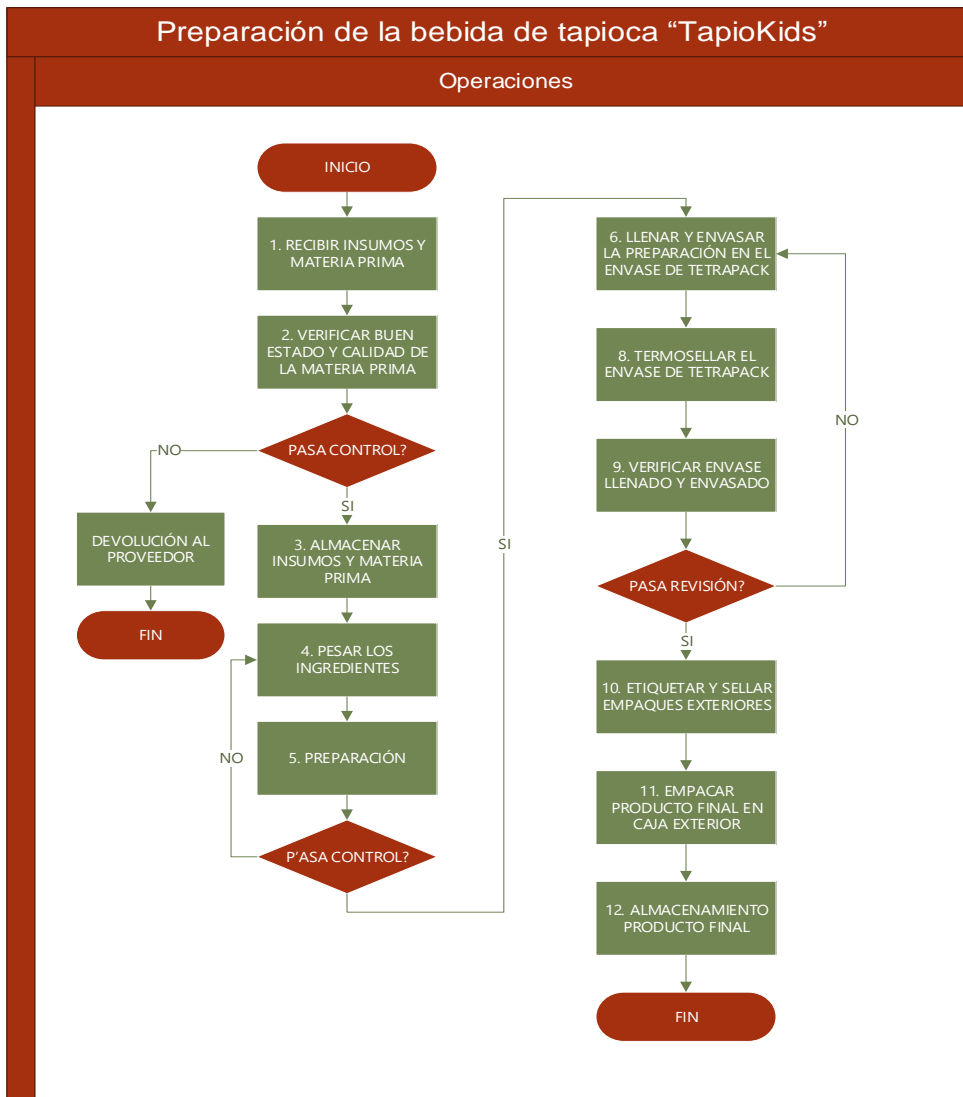 Preparación de la bebida de tapioca “TapioKids”
Operaciones
INICIO
1. RECIBIR INSUMOS Y
MATERIA PRIMA
2. VERIFICAR BUEN
ESTADO Y CALIDAD DE
LA MATERIA PRIMA
PASA CONTROL?
NO
DEVOLUCIÓN AL
PROVEEDOR
FIN
SI
3. ALMACENAR
INSUMOS Y MATERIA
PRIMA
4. PESAR LOS
INGREDIENTES
5. PREPARACIÓN
NO
P’ASA CONTROL?
SI
6. LLENAR Y ENVASAR
LA PREPARACIÓN EN EL
ENVASE DE TETRAPACK
8. TERMOSELLAR EL
ENVASE DE TETRAPACK
9. VERIFICAR ENVASE
LLENADO Y ENVASADO
PASA REVISIÓN?
NO
SI
10. ETIQUETAR Y SELLAR
EMPAQUES EXTERIORES
11. EMPACAR
PRODUCTO FINAL EN
CAJA EXTERIOR
12. ALMACENAMIENTO
PRODUCTO FINAL
FIN